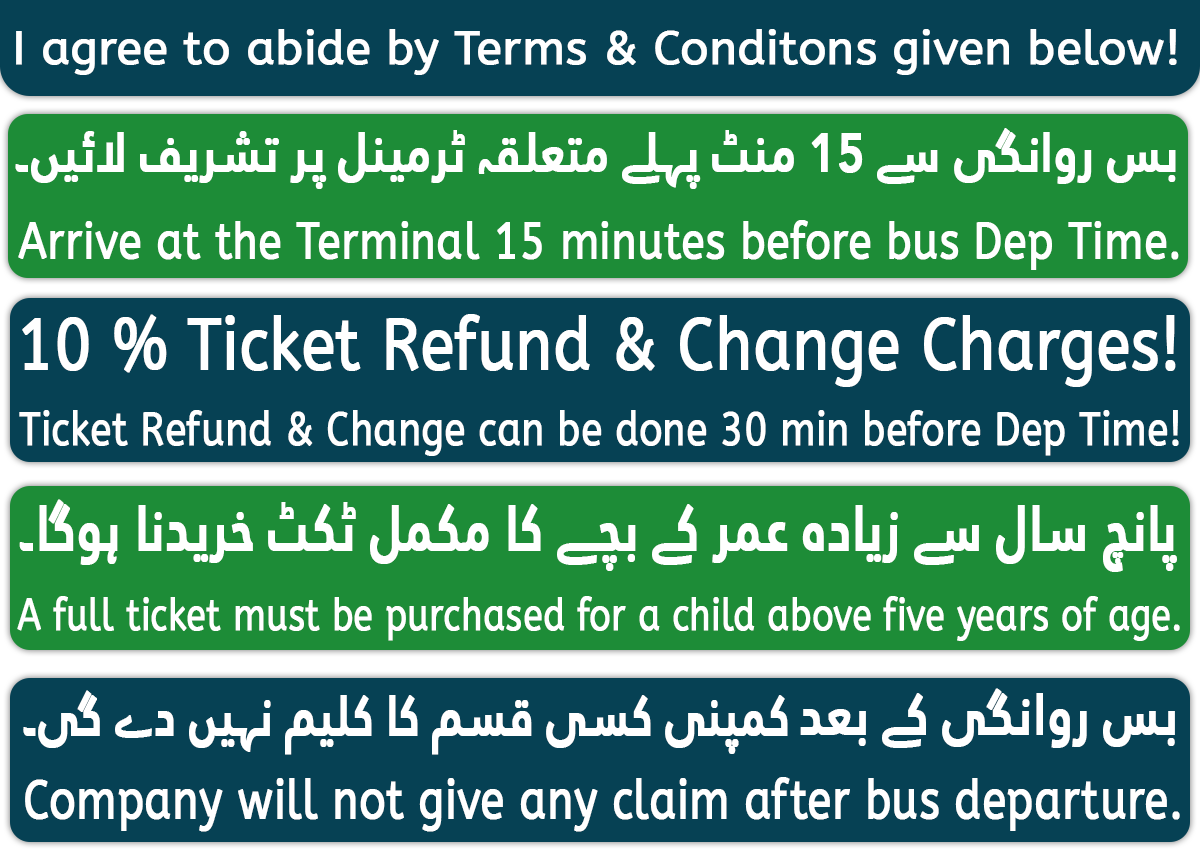 I agree to abide by Terms & Conditons given below!
بس روانگی سے 15 منٹ پہلے متعلقہ ٹرمینل پر تشریف لائیں۔
Arrive at the Terminal 15 minutes before bus Dep Time.
10 % Ticket Refund & Change Charges!
Ticket Refund & Change can be done 30 min before Dep Time!
پانچ سال سے زیادہ عمر کے بچے کا مکمل ٹکٹ خریدنا ہوگا۔
A full ticket must be purchased for a child above five years of age.
بس روانگی کے بعد کمپنی کسی قسم کا کلیم نہیں دے گی۔
Company will not give any claim after bus departure.